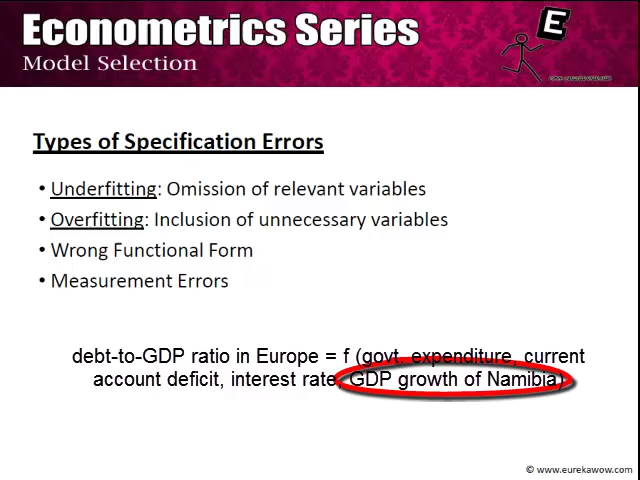 Econometrics Series
Model Selection
E
Types of Specification Errors
• Underfitting: Omission of relevant variables
• Overfitting: Inclusion of unnecessary variables
• Wrong Functional Form
• Measurement Errors
debt-to-GDP ratio in Europe = f (govt. expenditure, current
account deficit, interest rate, GDP growth of Namibia)
© www.eurekawow.com